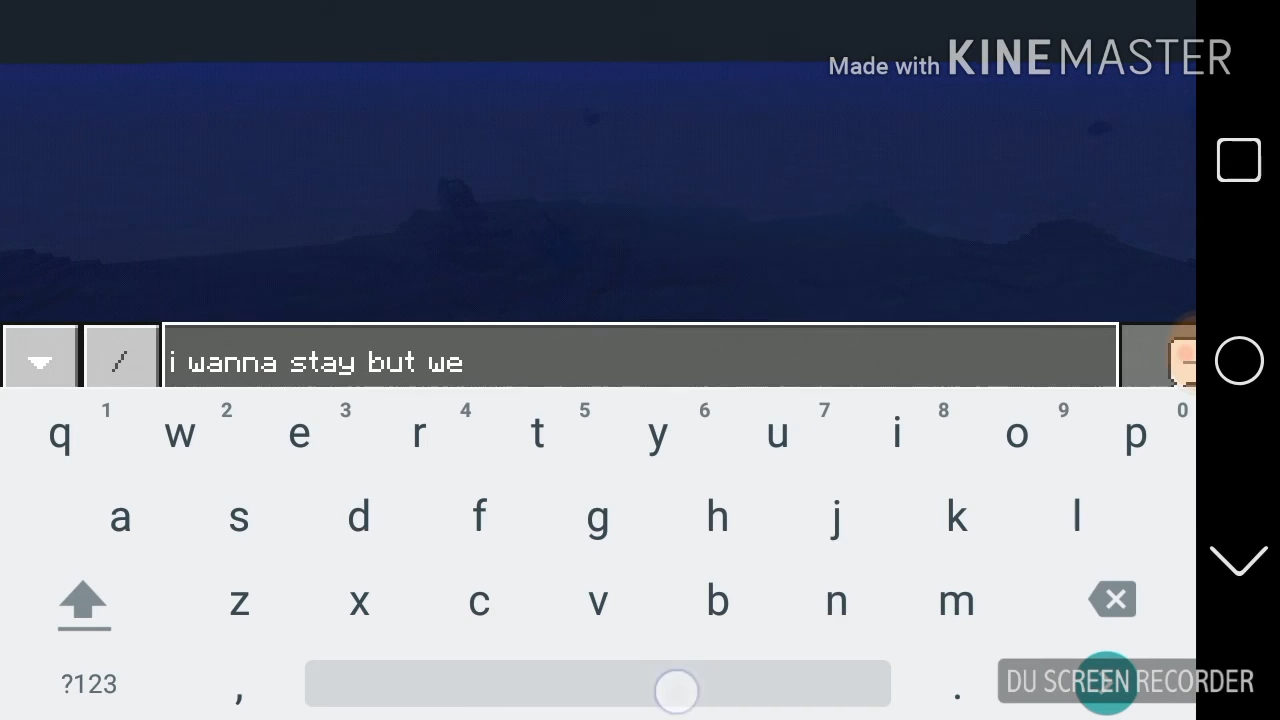 Made with KINEMASTER
/
i wanna stay but we
1 2 3 4 5 6 7 8 9 0
q w e r t y u i o p
a s d f g h j k l
z x c v b n m
?123 , .
DU SCREEN RECORDER